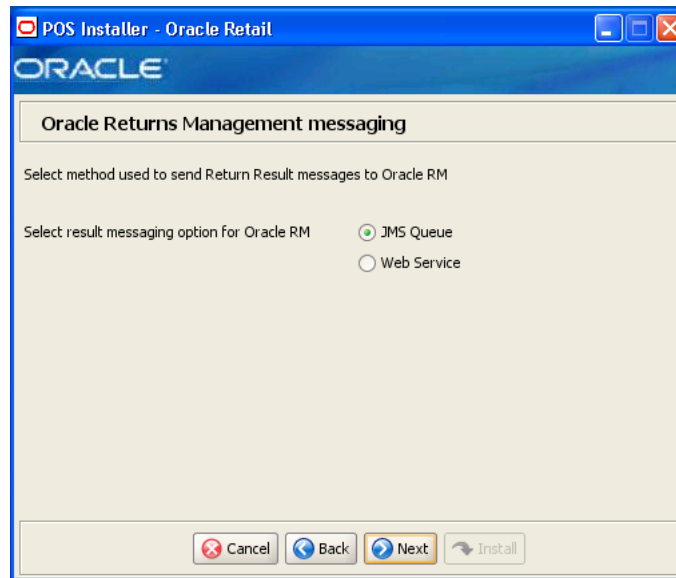 POS Installer - Oracle Retail
ORACLE
Oracle Returns Management messaging
Select method used to send Return Result messages to Oracle RM
Select result messaging option for Oracle RM
JMS Queue
Web Service
Cancel
Back
Next
Install